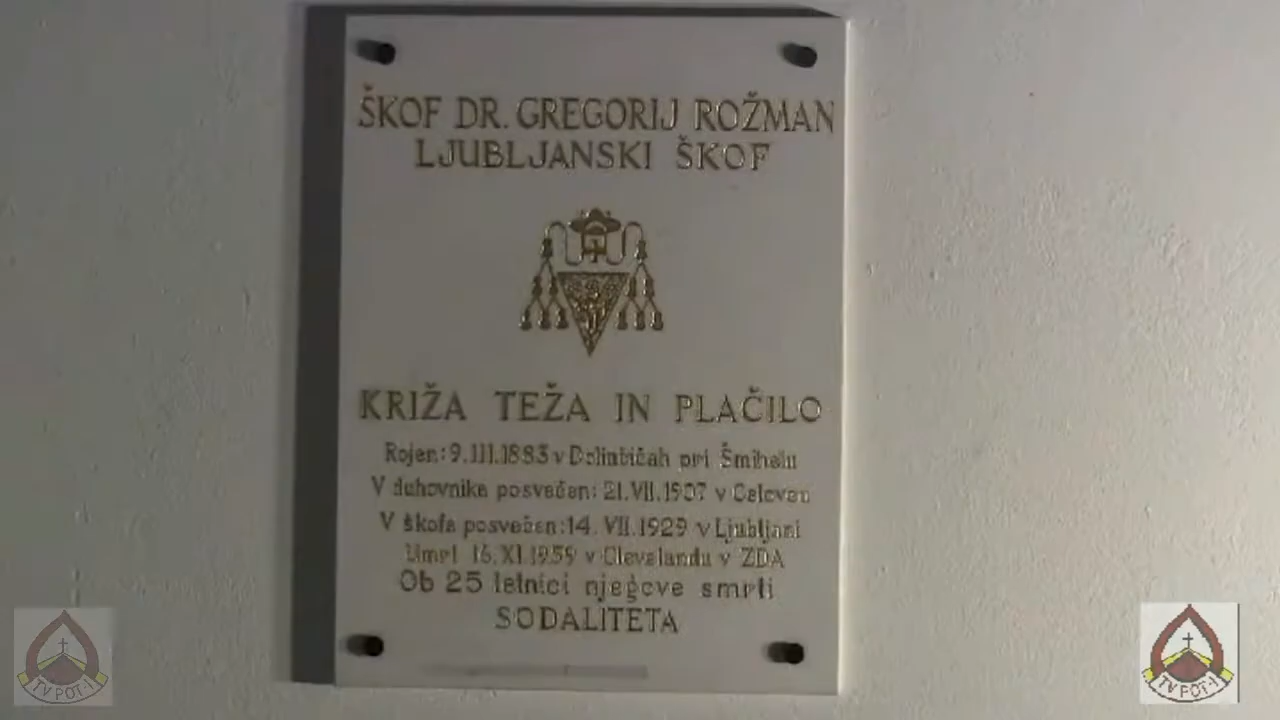 ŠKOF DR. GREGORIJ ROŽMAN
LJUBLJANSKI ŠKOF
KRIŽA TEŽA IN PLAČILO
Rojen: 9. III. 1883 v Dolinčičah pri Šmihelu
V duhovnika posvečen: 21. VII. 1907 v Celovcu
V škofa posvečen: 14. VII. 1929 v Ljubljani
Umrl 16. XI. 1959 v Clevelandu v ZDA
Ob 25 letnici njegove smrti
SODALITETA
TV POT-1
TV POT-1